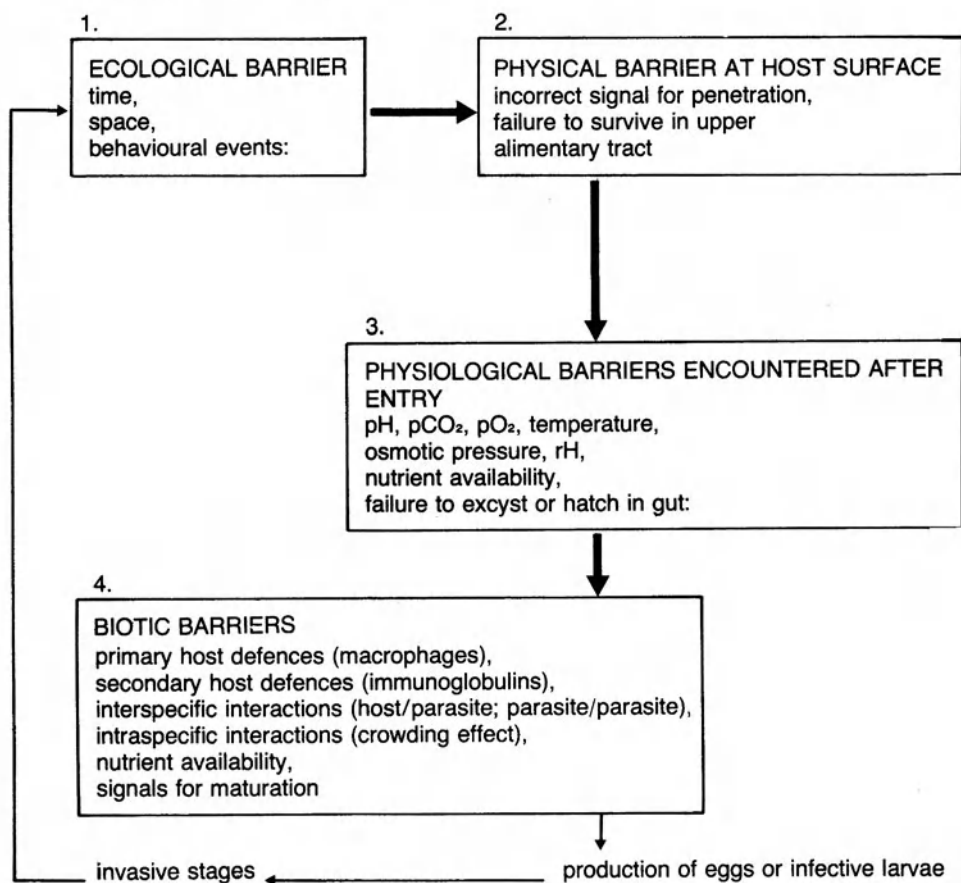 1.
ECOLOGICAL BARRIER
time,
space,
behavioural events:
2.
PHYSICAL BARRIER AT HOST SURFACE
incorrect signal for penetration,
failure to survive in upper
alimentary tract
3.
PHYSIOLOGICAL BARRIERS ENCOUNTERED AFTER
ENTRY
pH, pCO₂, pO₂, temperature,
osmotic pressure, rH,
nutrient availability,
failure to excyst or hatch in gut:
4.
BIOTIC BARRIERS
primary host defences (macrophages),
secondary host defences (immunoglobulins),
interspecific interactions (host/parasite; parasite/parasite),
intraspecific interactions (crowding effect),
nutrient availability,
signals for maturation
invasive stages
production of eggs or infective larvae